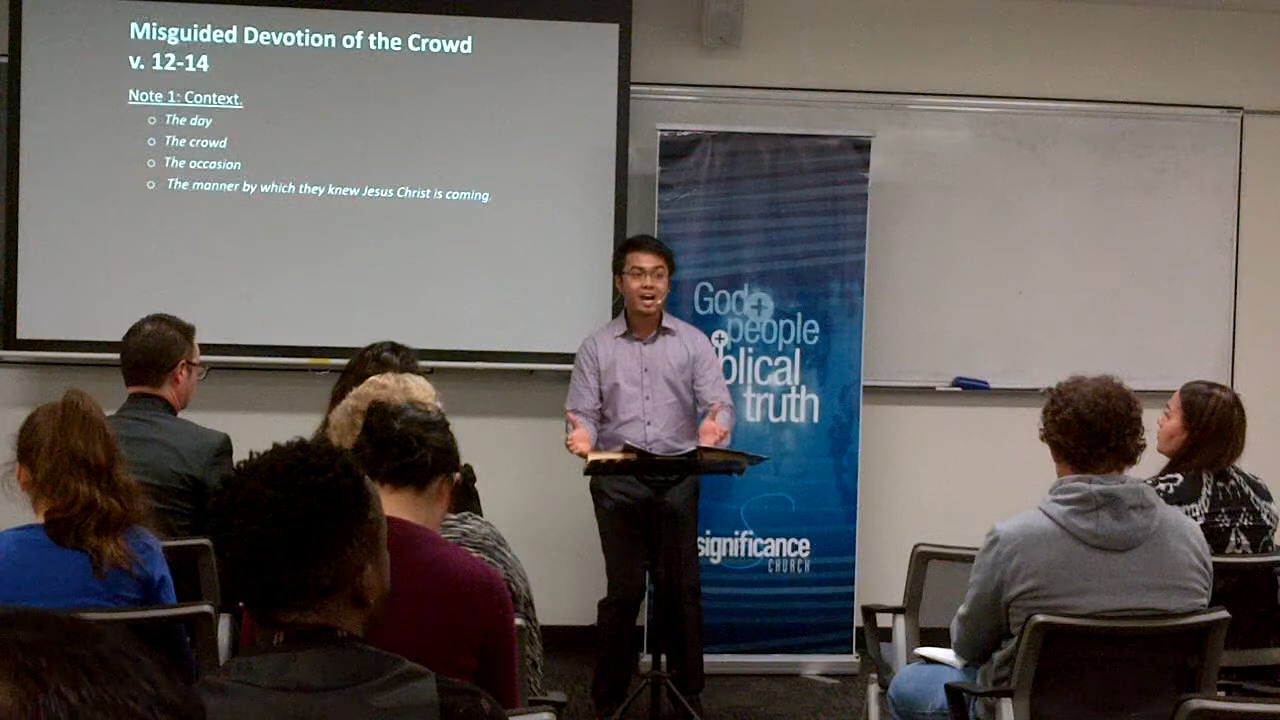 Misguided Devotion of the Crowd
v. 12-14
Note 1: Context.
The day
The crowd
The occasion
The manner by which they knew Jesus Christ is coming.
God+
people
+
blical
truth
significance
CHURCH